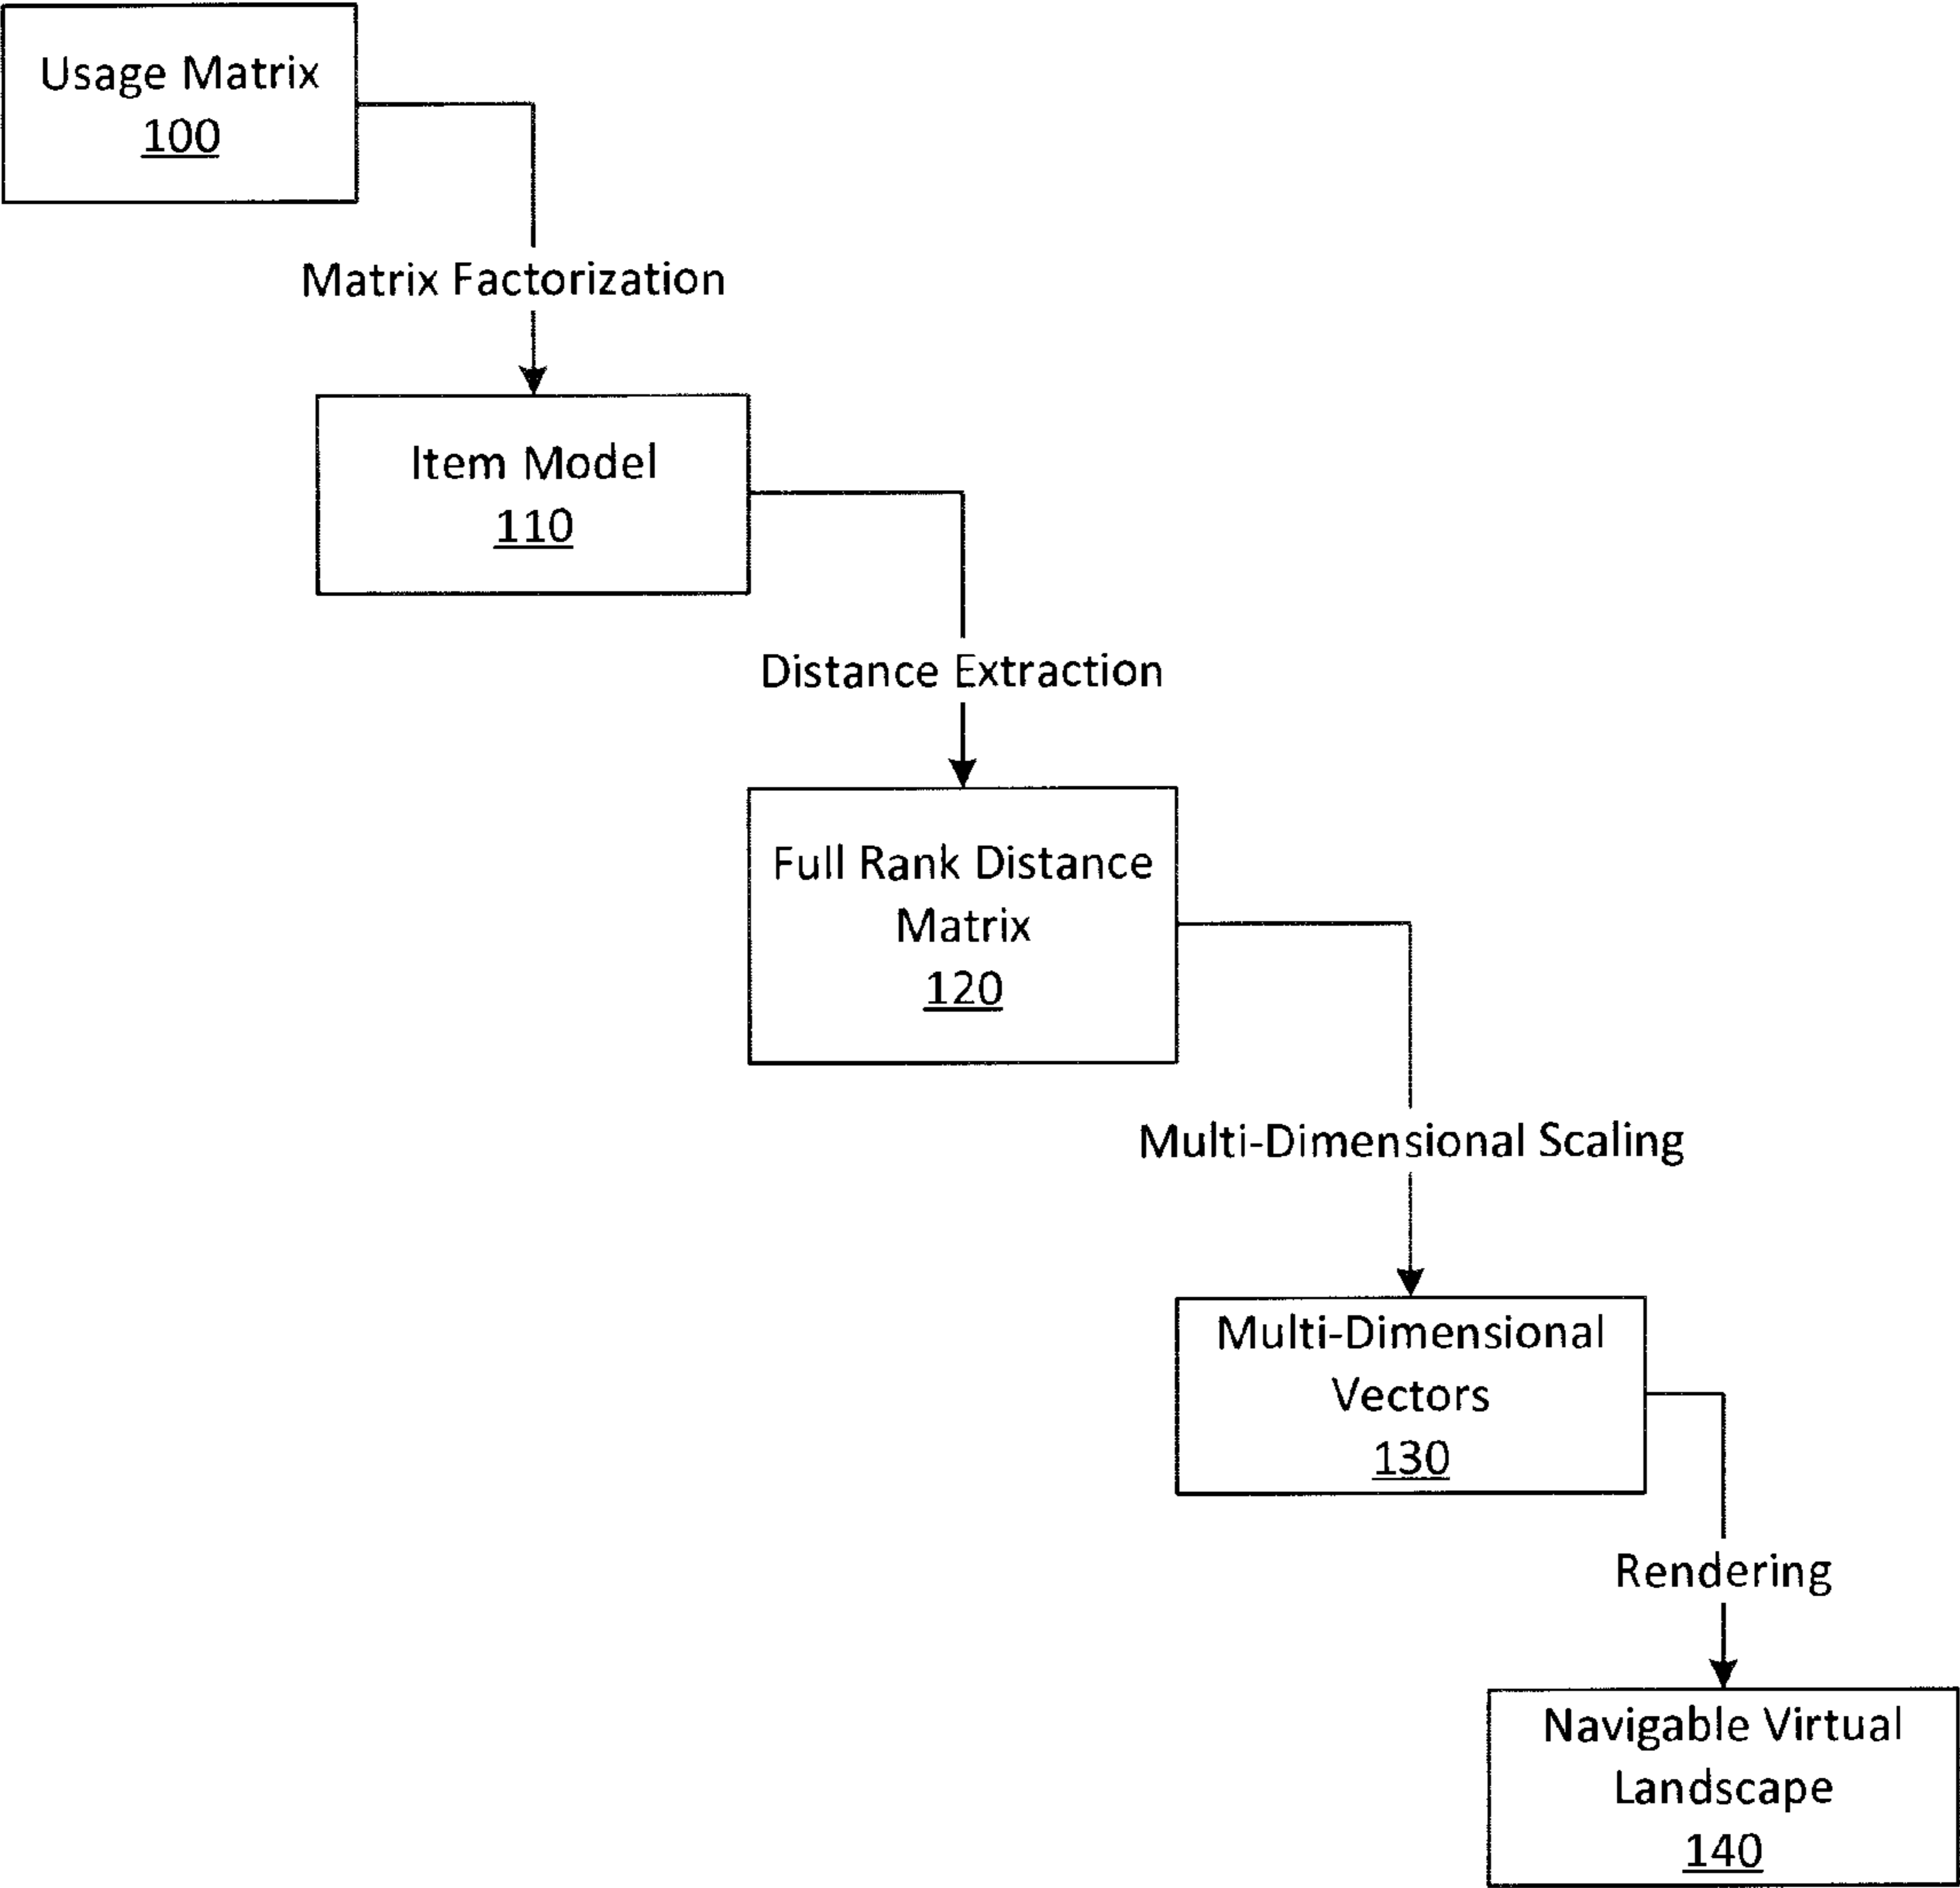 Usage Matrix
100
Matrix Factorization
Item Model
110
Distance Extraction
Full Rank Distance
Matrix
120
Multi-Dimensional Scaling
Multi-Dimensional
Vectors
130
Rendering
Navigable Virtual
Landscape
140